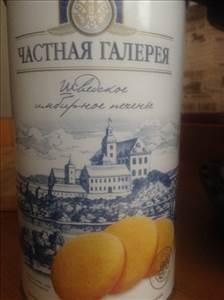 ЧАСТНАЯ ГАЛЕРЕЯ
Шведское
имбирное печенье